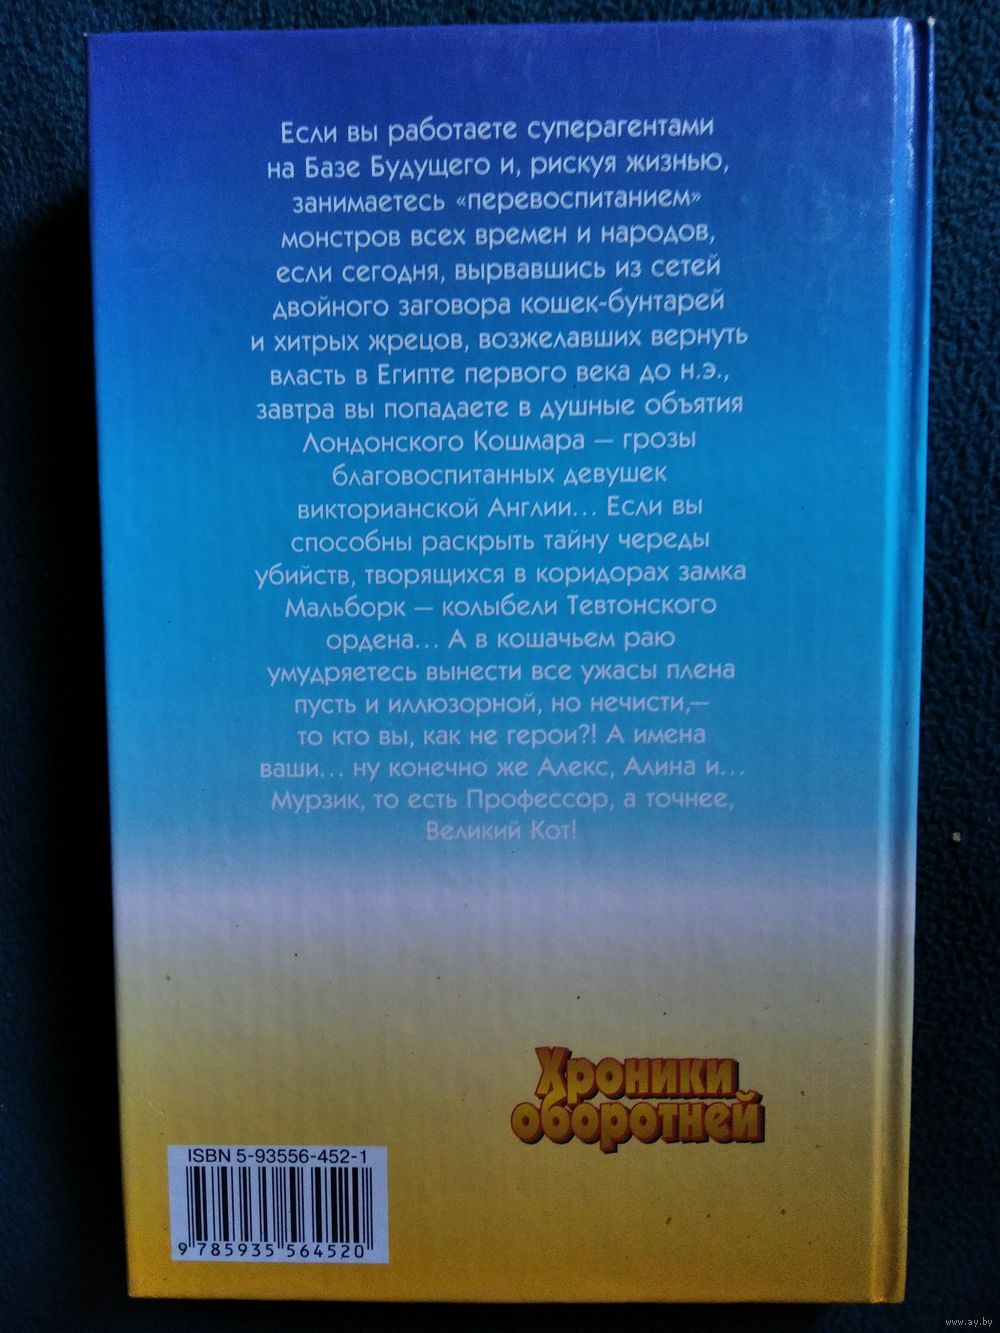 Если вы работаете суперагентами
на Базе Будущего и, рискуя жизнью,
занимаетесь «перевоспитанием»
монстров всех времен и народов,
если сегодня, вырвавшись из сетей
двойного заговора кошек-бунтарей
и хитрых жрецов, возжелавших вернуть
власть в Египте первого века до н.э.,
завтра вы попадаете в душные объятия
Лондонского Кошмара — грозы
благовоспитанных девушек
викторианской Англии... Если вы
способны раскрыть тайну череды
убийств, творящихся в коридорах замка
Мальборк — колыбели Тевтонского
ордена... А в кошачьем раю
умудряетесь вынести все ужасы плена
пусть и иллюзорной, но нечисти,—
то кто вы, как не герои?! А имена
ваши... ну конечно же Алекс, Алина и...
Мурзик, то есть Профессор, а точнее,
Великий Кот!
Хроники
оборотней
ISBN 5-93556-452-1
9 785935 564520
www.ay.by